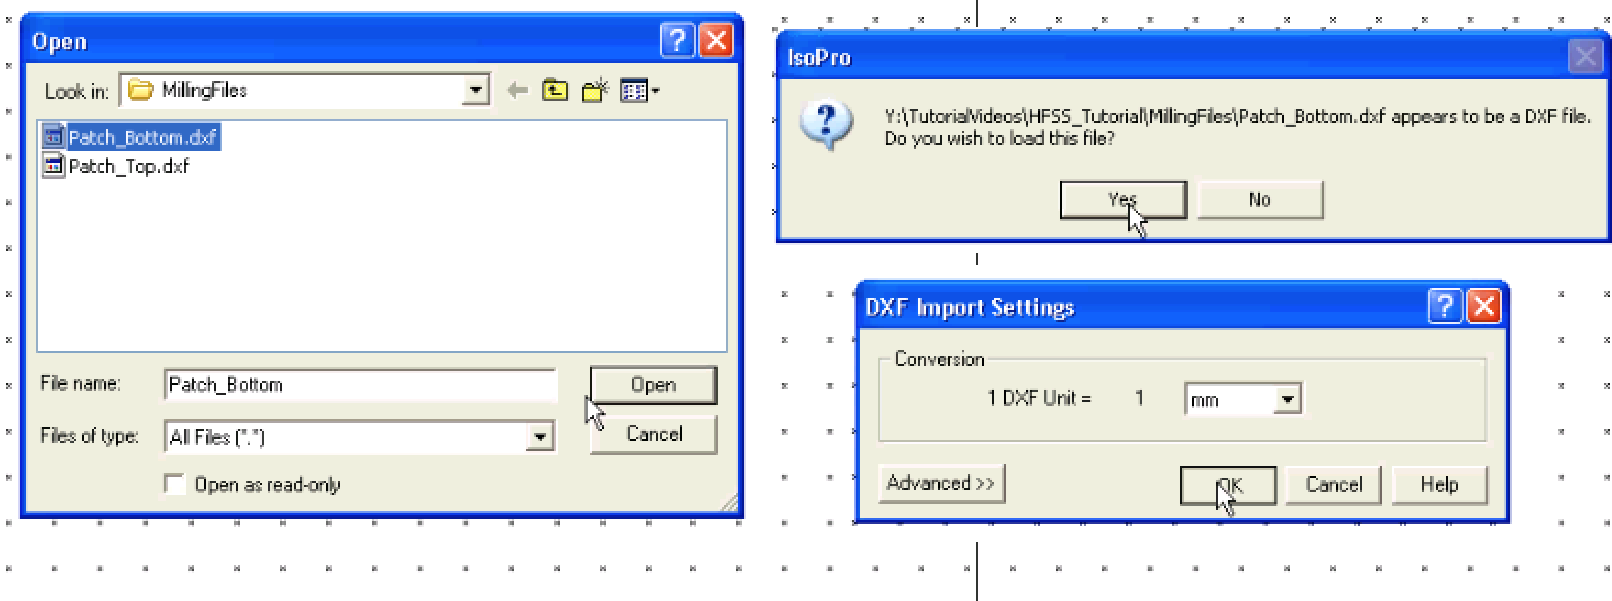 Open
Look in: MillingFiles
Patch_Bottom.dxf
Patch_Top.dxf
File name: Patch_Bottom Open
Files of type: All Files (*.*) Cancel
Open as read-only
IsoPro
Y:\TutorialVideos\HFSS_Tutorial\MillingFiles\Patch_Bottom.dxf appears to be a DXF file.
Do you wish to load this file?
Yes No
DXF Import Settings
Conversion
1 DXF Unit = 1 mm
Advanced >> OK Cancel Help